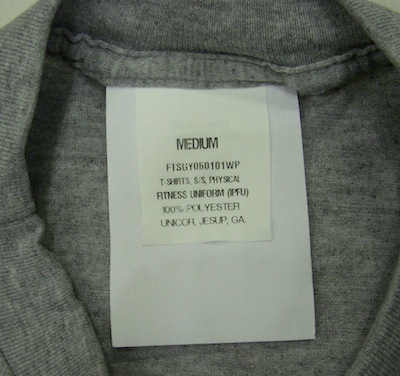 MEDIUM
FTSGY060101WP
T-SHIRTS, S/S, PHYSICAL
FITNESS UNIFORM (IPFU)
100% POLYESTER
UNICOR, JESUP, GA.